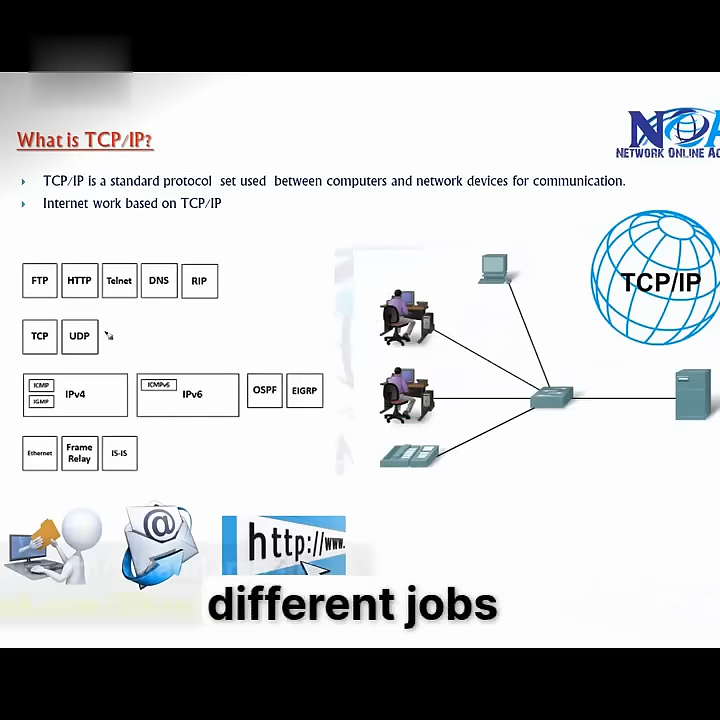 What is TCP/IP?
TCP/IP is a standard protocol set used between computers and network devices for communication.
Internet work based on TCP/IP
FTP HTTP Telnet DNS RIP
TCP UDP
ICMP
IGMP
IPv4
ICMPv6
IPv6
OSPF EIGRP
Ethernet
Frame
Relay
IS-IS
NETWORK ONLINE
TCP/IP
@
http://www.
different jobs